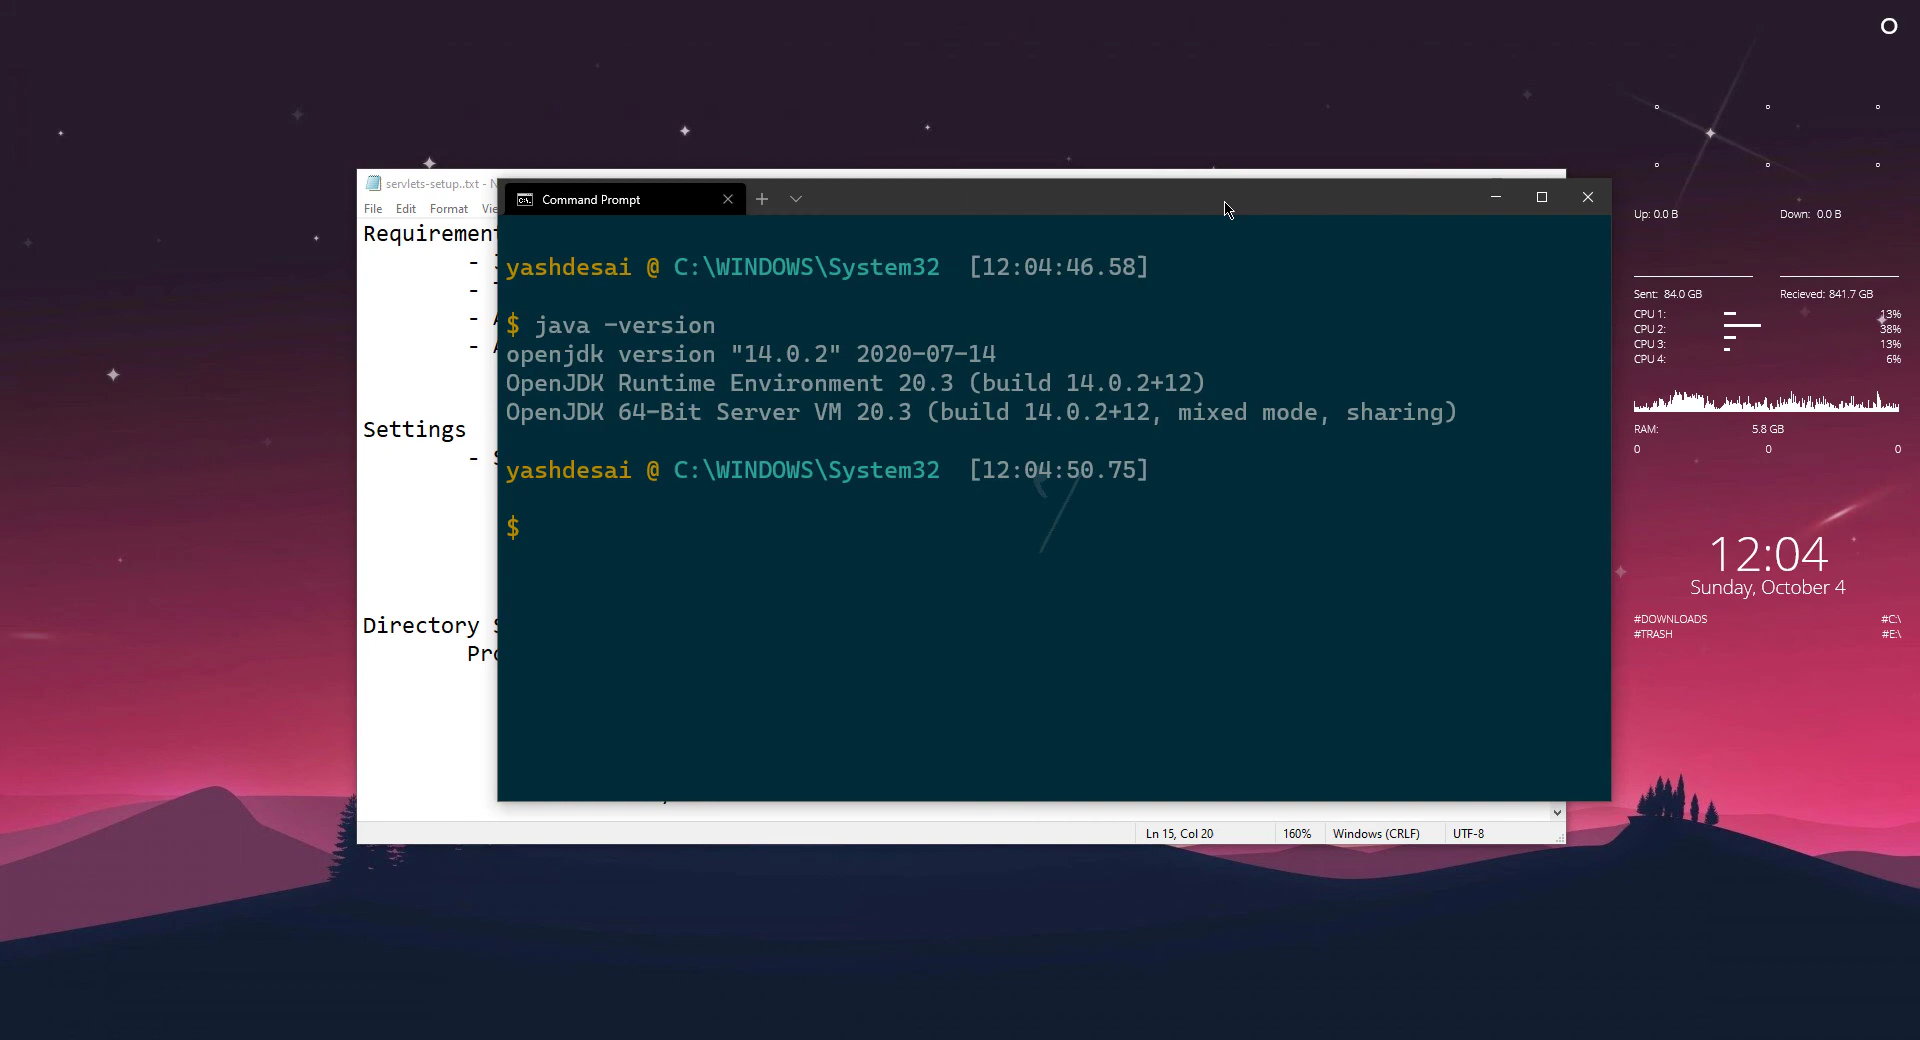 servlets-setup..txt - N
File Edit Format Vie
Requirement
-
-
-
-
Settings
-
Directory
Pro
Command Prompt
yashdesai @ C:\WINDOWS\System32 [12:04:46.58]
$ java -version
openjdk version "14.0.2" 2020-07-14
OpenJDK Runtime Environment 20.3 (build 14.0.2+12)
OpenJDK 64-Bit Server VM 20.3 (build 14.0.2+12, mixed mode, sharing)
yashdesai @ C:\WINDOWS\System32 [12:04:50.75]
$
Ln 15, Col 20 160% Windows (CRLF) UTF-8
Up: 0.0 B Down: 0.0 B
Sent: 84.0 GB Recieved: 841.7 GB
CPU 1: 13%
CPU 2: 38%
CPU 3: 13%
CPU 4: 6%
RAM: 5.8 GB
0 0 0
12:04
Sunday, October 4
#DOWNLOADS #C:\
#TRASH #E:\